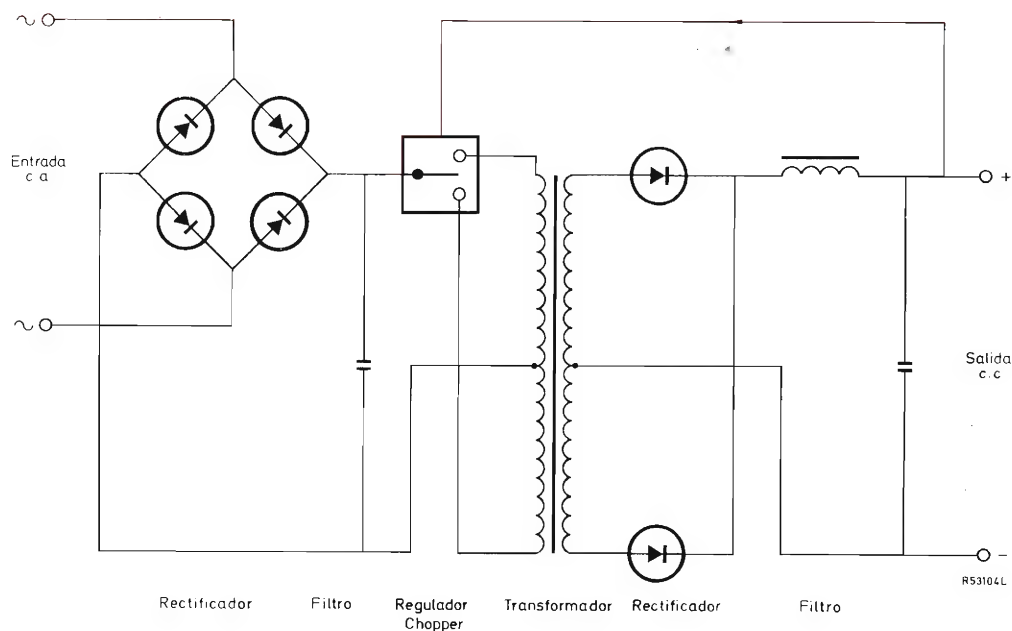 Entrada
c a
+
Salida
c.c
-
R53104L
Rectificador
Filtro
Regulador
Chopper
Transformador
Rectificador
Filtro